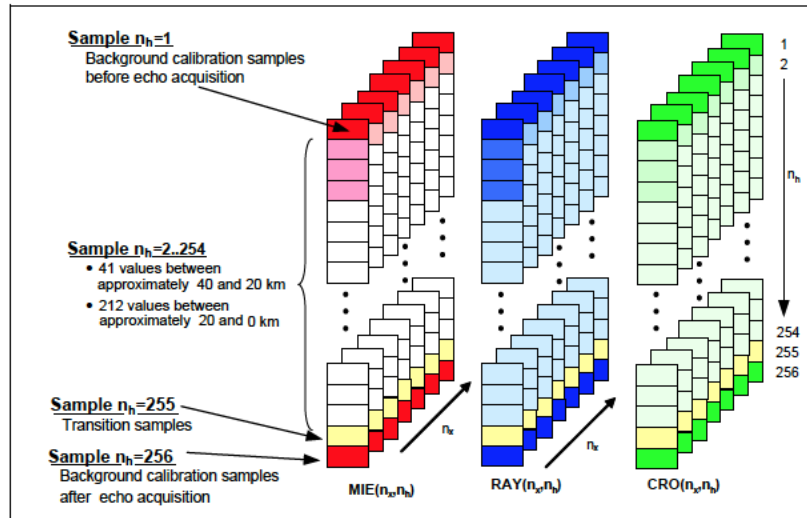 Sample nh=1
Background calibration samples
before echo acquisition
1
2
nh
Sample nh=2..254
• 41 values between
approximately 40 and 20 km
• 212 values between
approximately 20 and 0 km
254
255
256
Sample nh=255
Transition samples
nx
nx
Sample nh=256
Background calibration samples
after echo acquisition
MIE(nx,nh)
RAY(nx,nh)
CRO(nx,nh)